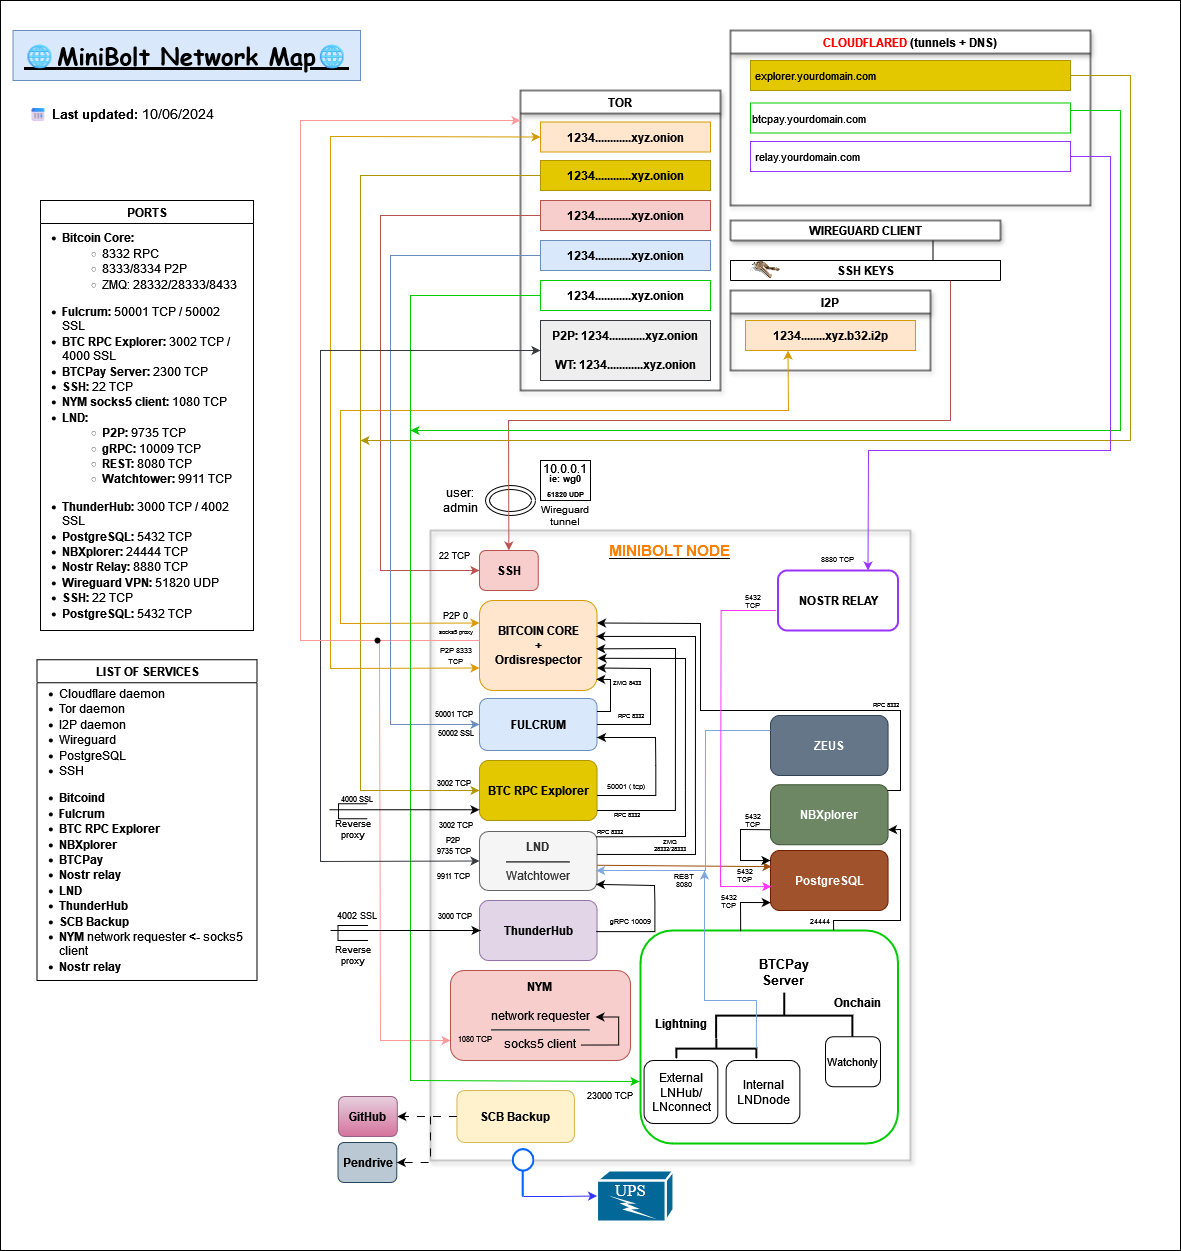 MiniBolt Network Map
Last updated: 10/06/2024
PORTS
Bitcoin Core:
8332 RPC
8333/8334 P2P
ZMQ: 28332/28333/8433
Fulcrum: 50001 TCP / 50002
SSL
BTC RPC Explorer: 3002 TCP /
4000 SSL
BTCPay Server: 2300 TCP
SSH: 22 TCP
NYM socks5 client: 1080 TCP
LND:
P2P: 9735 TCP
gRPC: 10009 TCP
REST: 8080 TCP
Watchtower: 9911 TCP
ThunderHub: 3000 TCP / 4002
SSL
PostgreSQL: 5432 TCP
NBXplorer: 24444 TCP
Nostr Relay: 8880 TCP
Wireguard VPN: 51820 UDP
SSH: 22 TCP
PostgreSQL: 5432 TCP
LIST OF SERVICES
Cloudflare daemon
Tor daemon
I2P daemon
Wireguard
PostgreSQL
SSH
Bitcoind
Fulcrum
BTC RPC Explorer
NBXplorer
BTCPay
Nostr relay
LND
ThunderHub
SCB Backup
NYM network requester <- socks5
client
Nostr relay
TOR
1234............xyz.onion
1234............xyz.onion
1234............xyz.onion
1234............xyz.onion
1234............xyz.onion
P2P: 1234............xyz.onion
WT: 1234............xyz.onion
CLOUDFLARED (tunnels + DNS)
explorer.yourdomain.com
btcpay.yourdomain.com
relay.yourdomain.com
WIREGUARD CLIENT
SSH KEYS
I2P
1234........xyz.b32.i2p
user:
admin
10.0.0.1
ie: wg0
51820 UDP
Wireguard
tunnel
MINIBOLT NODE
22 TCP
SSH
8880 TCP
NOSTR RELAY
5432
TCP
P2P 0
socks5 proxy
P2P 8333
TCP
BITCOIN CORE
+
Ordisrespector
ZMQ 8433
RPC 8332
RPC 8332
50001 TCP
50002 SSL
FULCRUM
ZEUS
3002 TCP
BTC RPC Explorer
50001 ( tcp)
RPC 8332
4000 SSL
Reverse
proxy
3002 TCP
NBXplorer
5432
TCP
P2P
9735 TCP
9911 TCP
LND
Watchtower
RPC 8332
ZMQ
28332/28333
REST
8080
5432
TCP
PostgreSQL
5432
TCP
24444
4002 SSL
Reverse
proxy
3000 TCP
ThunderHub
gRPC 10009
NYM
network requester
1080 TCP
socks5 client
BTCPay
Server
Onchain
Lightning
Watchonly
External
LNHub/
LNconnect
Internal
LNDnode
23000 TCP
GitHub
Pendrive
SCB Backup
UPS